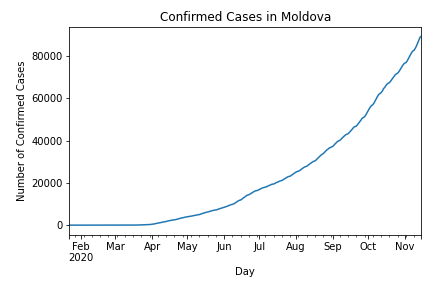 Confirmed Cases in Moldova
Number of Confirmed Cases
80000
60000
40000
20000
0
Feb Mar Apr May Jun Jul Aug Sep Oct Nov
2020
Day